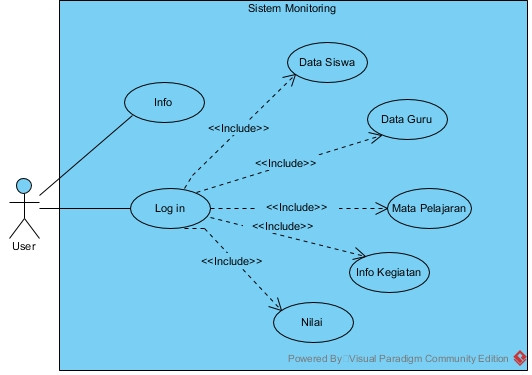 Sistem Monitoring
Data Siswa
Info
Data Guru
<<Include>>
<<Include>>
Log in
<<Include>>
Mata Pelajaran
<<Include>>
User
<<Include>>
Info Kegiatan
Nilai
Powered By Visual Paradigm Community Edition